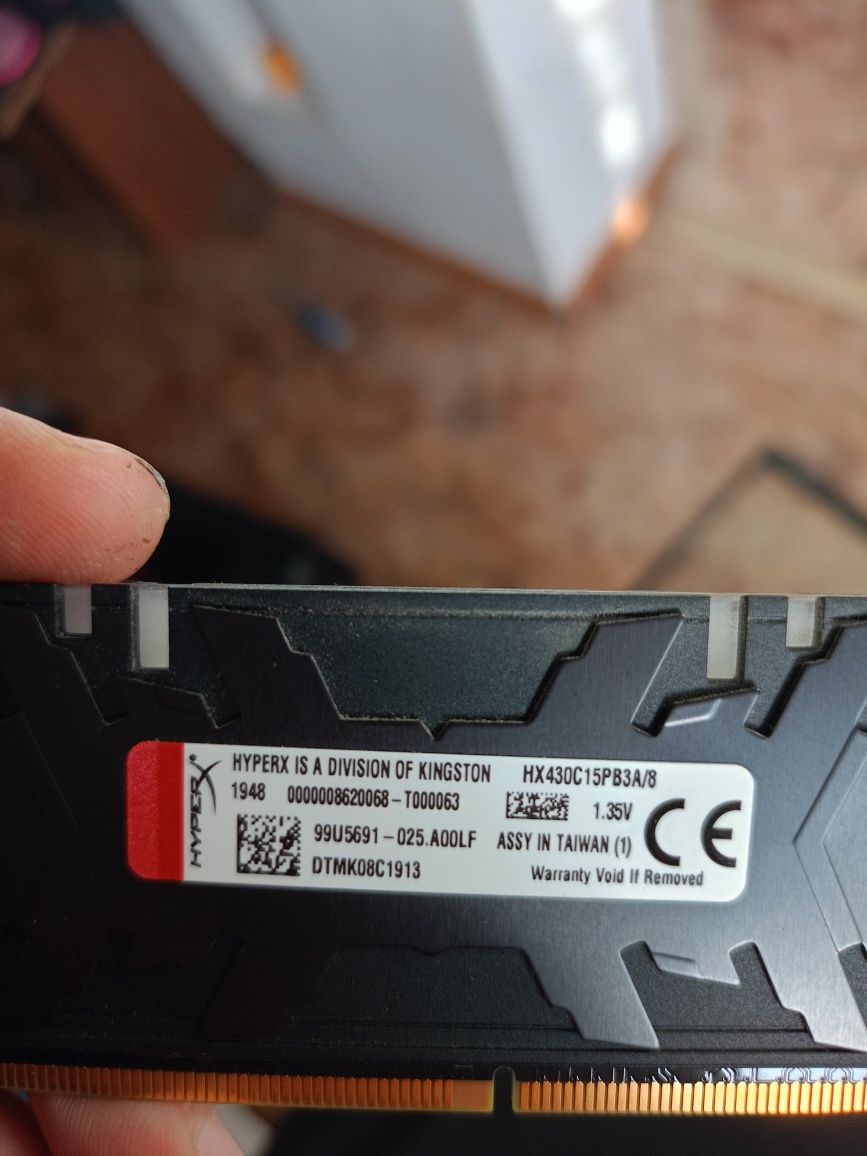 HYPERX
HYPERX IS A DIVISION OF KINGSTON HX430C15PB3A/8
1948 0000008620068-T000063 1.35V
99U5691-025.A00LF ASSY IN TAIWAN (1)
DTMK08C1913 Warranty Void If Removed
CE